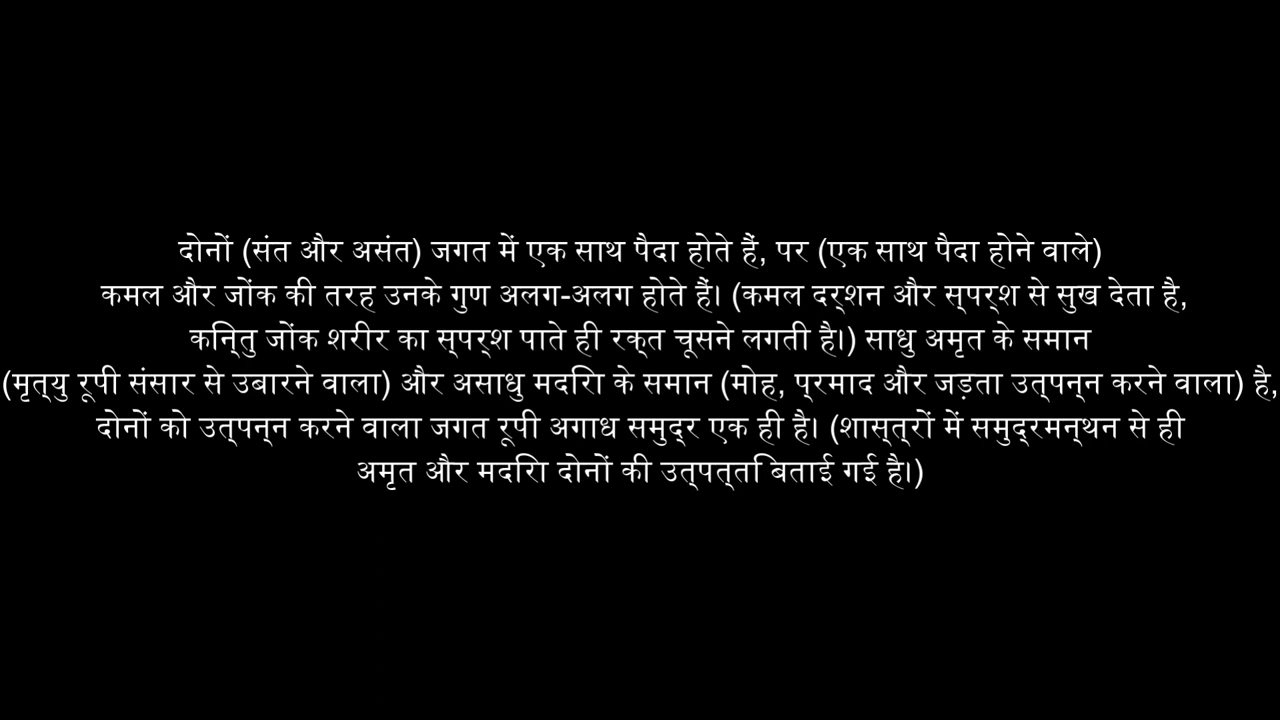 दोनों (संत और असंत) जगत में एक साथ पैदा होते हैं, पर (एक साथ पैदा होने वाले)
कमल और जोंक की तरह उनके गुण अलग-अलग होते हैं। (कमल दर्शन और स्पर्श से सुख देता है,
किन्तु जोंक शरीर का स्पर्श पाते ही रक्त चूसने लगती है।) साधु अमृत के समान
(मृत्यु रूपी संसार से उबारने वाला) और असाधु मदिरा के समान (मोह, प्रमाद और जड़ता उत्पन्न करने वाला) है,
दोनों को उत्पन्न करने वाला जगत रूपी अगाध समुद्र एक ही है। (शास्त्रों में समुद्रमन्थन से ही
अमृत और मदिरा दोनों की उत्पत्ति बताई गई है।)